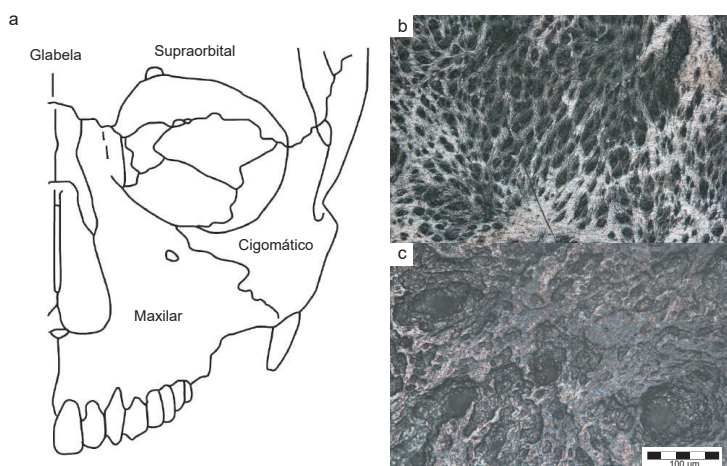 a
Glabela
Supraorbital
Cigomático
Maxilar
b
c
100 µm